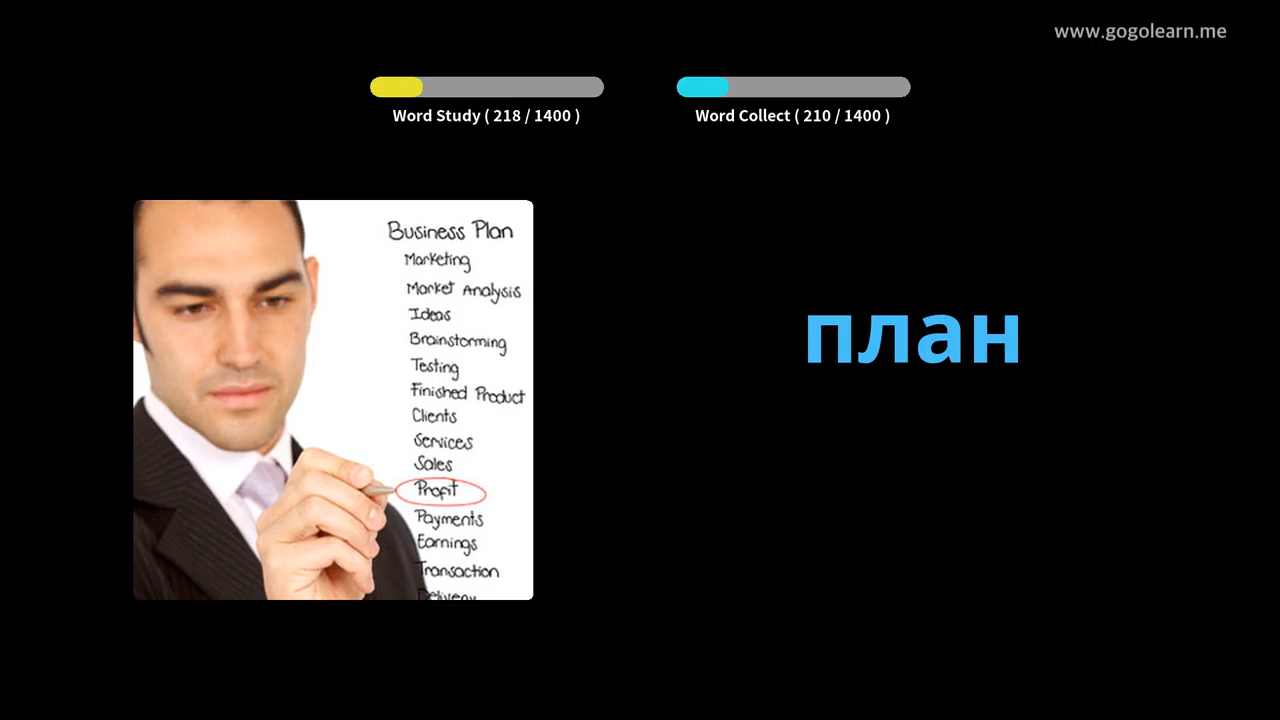 www.gogolearn.me
Word Study ( 218 / 1400 )
Word Collect ( 210 / 1400 )
Business Plan
Marketing
Market Analysis
Ideas
Brainstorming
Testing
Finished Product
Clients
Services
Sales
Profit
Payments
Earnings
Transaction
Delivery
план